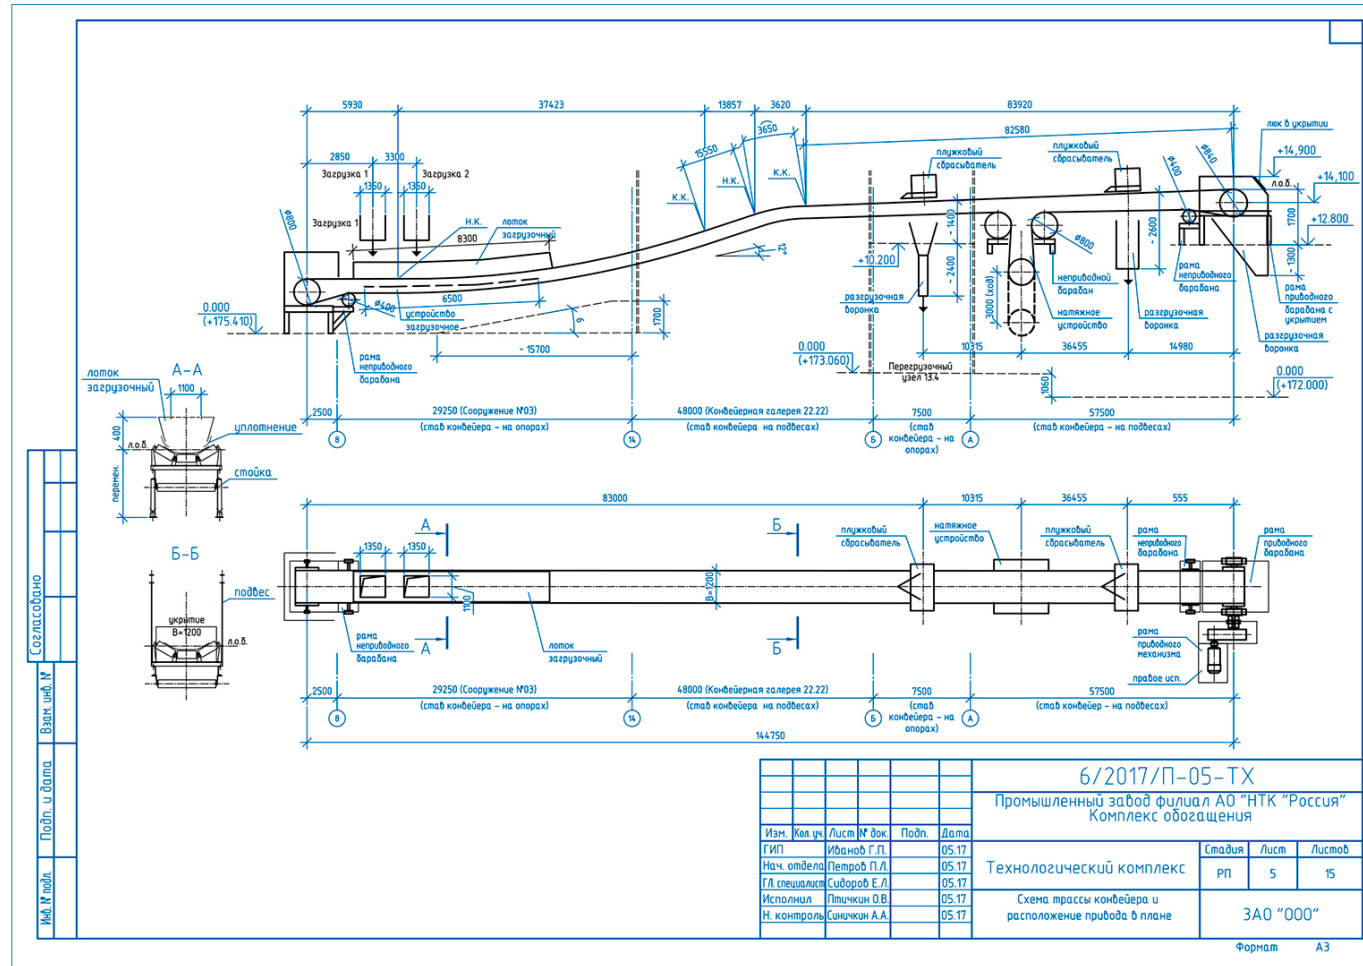 5930
37423
13857
3620
83920
3650
82580
15550
люк в укрытии
2850
3300
Загрузка 1
Загрузка 2
1350
1350
Н.К.
К.К.
К.К.
плужковый
сбрасыватель
плужковый
сбрасыватель
ø400
ø840
+14,900
л.о.б.
+14,100
1700
+12.800
~ 1300
ø800
Загрузка 1
Н.К.
лоток
загрузочный
8300
12°
~ 1400
+10.200
~ 2400
~ 2600
ø800
разгрузочная
воронка
3000 (ход)
неприводной
барабан
натяжное
устройство
рама
неприводного
барабана
разгрузочная
воронка
рама
приводного
барабана с
укрытием
разгрузочная
воронка
0.000
(+175.410)
ø400
6500
устройство
загрузочное
6
1700
~ 15700
рама
неприводного
барабана
10315
36455
14980
0.000
(+173.060)
Перегрузочный
узел 13.4
1060
0.000
(+172.000)
2500
29250 (Сооружение №03)
(став конвейера – на опорах)
48000 (Конвейерная галерея 22.22)
(став конвейера на подвесах)
7500
(став
конвейера – на
опорах)
57500
(став конвейера – на подвесах)
8
14
Б
А
А–А
лоток
загрузочный
1100
400
уплотнение
л.о.б.
перемен.
стойка
Б–Б
подвес
укрытие
В=1200
л.о.б.
83000
10315
36455
555
А
Б
плужковый
сбрасыватель
натяжное
устройство
плужковый
сбрасыватель
рама
неприводного
барабана
рама
приводного
барабана
1350
1350
1100
В=1200
рама
неприводного
барабана
А
лоток
загрузочный
Б
рама
приводного
механизма
правое исп.
2500
29250 (Сооружение №03)
(став конвейера – на опорах)
48000 (Конвейерная галерея 22.22)
(став конвейера на подвесах)
7500
(став
конвейера – на
опорах)
57500
(став конвейер – на подвесах)
8
14
Б
А
144750
Согласовано
Взам. инв. №
Подп. и дата
Инв. № подл.
6/2017/П-05-ТХ
Промышленный завод филиал АО "НТК "Россия"
Комплекс обогащения
Изм. Кол.уч. Лист № док. Подп. Дата
ГИП Иванов Г.П. 05.17
Нач. отдела Петров П.Л. 05.17
Гл. специалист Сидоров Е.Л. 05.17
Исполнил Птичкин О.В. 05.17
Н. контроль Синичкин А.А. 05.17
Технологический комплекс
Стадия Лист Листов
РП 5 15
Схема трассы конвейера и
расположение привода в плане
ЗАО "ООО"
Формат А3